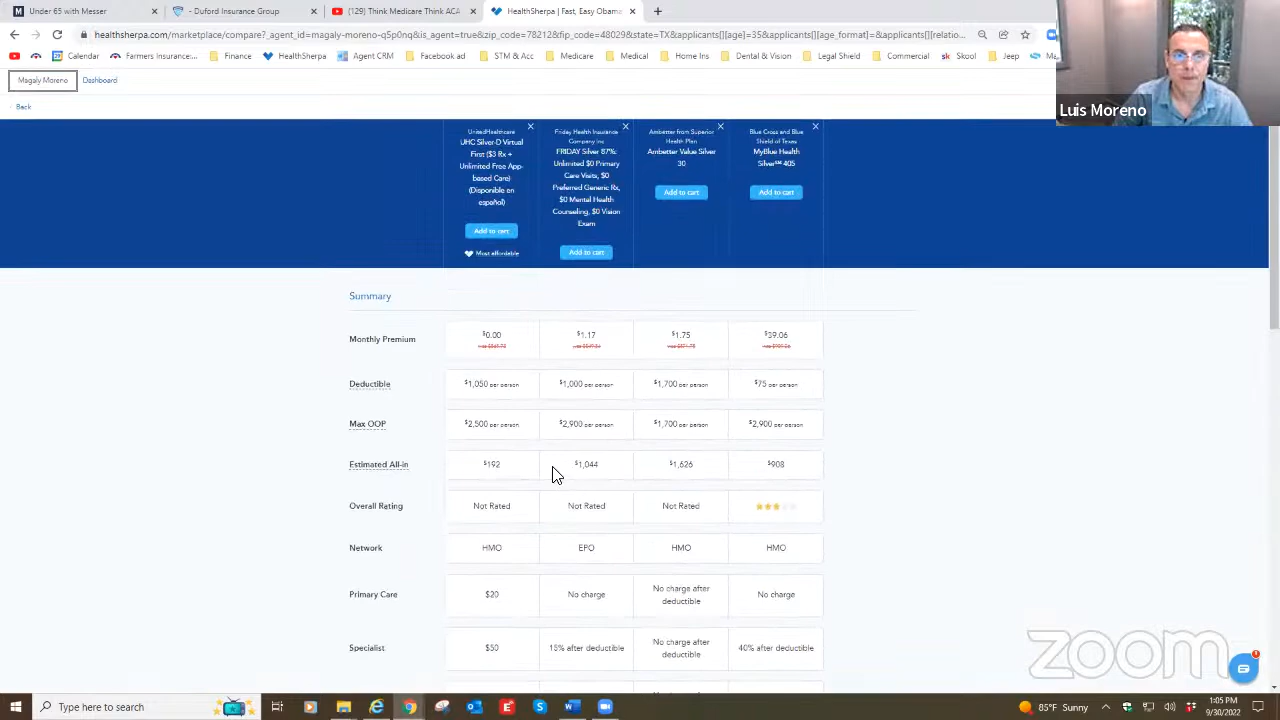 Under 65 with Messer
- Duford Insurance Group
(129) Think Medicare Think ACA
HealthSherpa | Fast, Easy Obama
healthsherpa.com/marketplace/compare?_agent_id=magaly-moreno-q5p0nq&is_agent=true&zip_code=78212&fip_code=48029&state=TX&applicants[][age]=35&applicants[][age_format]=&applicants[][relatio...
Calendar
Farmers Insurance:...
Finance
HealthSherpa
Agent CRM
Facebook ad
STM & Acc
Medicare
Home Ins
Dental & Vision
Legal Shield
Commercial
Skool
Jeep
Luis Moreno
Magaly Moreno
Dashboard
Back
UnitedHealthcare
UHC Silver-D Virtual
First ($3 Rx +
Unlimited Free App-
based Care)
(Disponible en
español)
Add to cart
Most affordable
Friday Health Insurance
Company Inc
FRIDAY Silver 87%:
Unlimited $0 Primary
Care Visits, $0
Preferred Generic Rx,
$0 Mental Health
Counseling, $0 Vision
Exam
Add to cart
Ambetter from Superior
Health Plan
Ambetter Value Silver
30
Add to cart
Blue Cross and Blue
Shield of Texas
MyBlue Health
Silver℠ 405
Add to cart
Summary
Monthly Premium
$0.00
$1.17
$1.75
$39.06
Deductible
$1,050 per person
$1,000 per person
$1,700 per person
$75 per person
Max OOP
$2,500 per person
$2,900 per person
$1,700 per person
$2,900 per person
Estimated All-in
$192
$1,044
$1,626
$908
Overall Rating
Not Rated
Not Rated
Not Rated
Network
HMO
EPO
HMO
HMO
Primary Care
$20
No charge
No charge after
deductible
No charge
Specialist
$50
15% after deductible
No charge after
deductible
40% after deductible
zoom
Type here to search
85°F Sunny
1:05 PM
9/30/2022